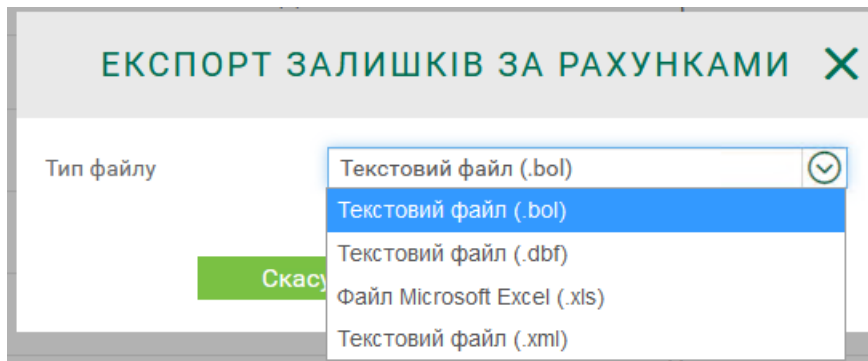 ЕКСПОРТ ЗАЛИШКІВ ЗА РАХУНКАМИ
Тип файлу
Текстовий файл (.bol)
Текстовий файл (.bol)
Текстовий файл (.dbf)
Файл Microsoft Excel (.xls)
Текстовий файл (.xml)